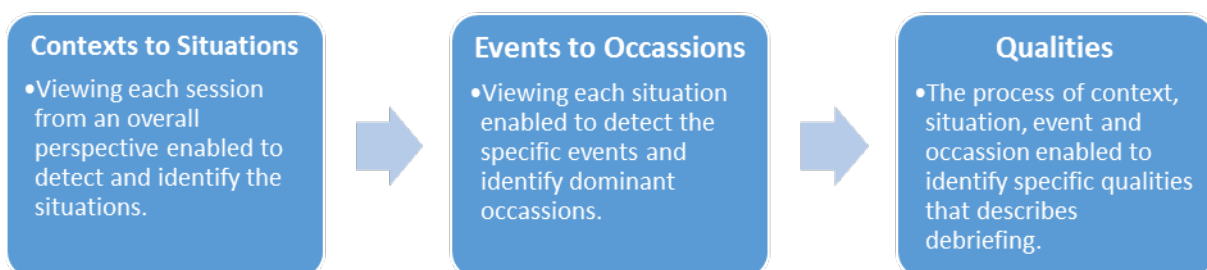 Contexts to Situations
•Viewing each session
from an overall
perspective enabled to
detect and identify the
situations.
Events to Occassions
•Viewing each situation
enabled to detect the
specific events and
identify dominant
occassions.
Qualities
•The process of context,
situation, event and
occassion enabled to
identify specific qualities
that describes
debriefing.